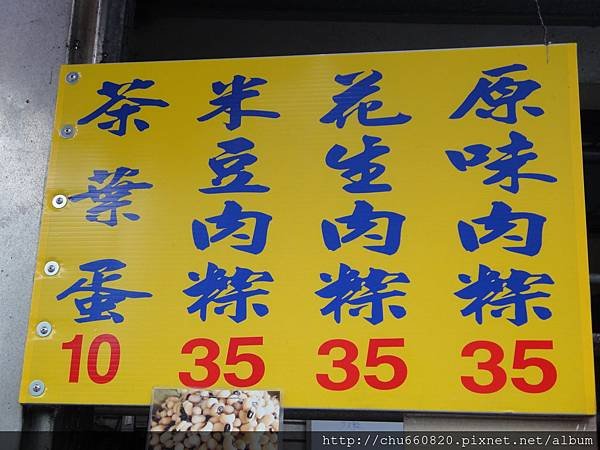 原味肉粽 35
花生肉粽 35
米豆肉粽 35
茶葉蛋 10
http://chu660820.pixnet.net/album